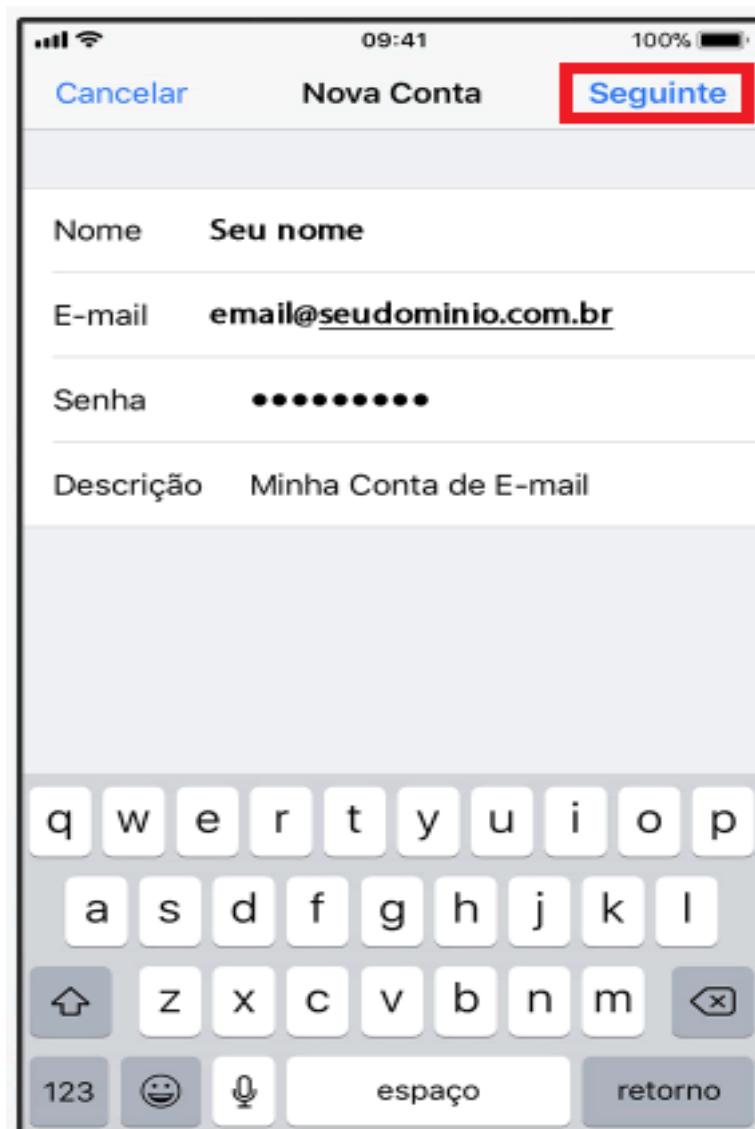 09:41 100%
Cancelar Nova Conta Seguinte
Nome Seu nome
E-mail email@seudominio.com.br
Senha •••••••••
Descrição Minha Conta de E-mail
q w e r t y u i o p
a s d f g h j k l
z x c v b n m
123 espaço retorno